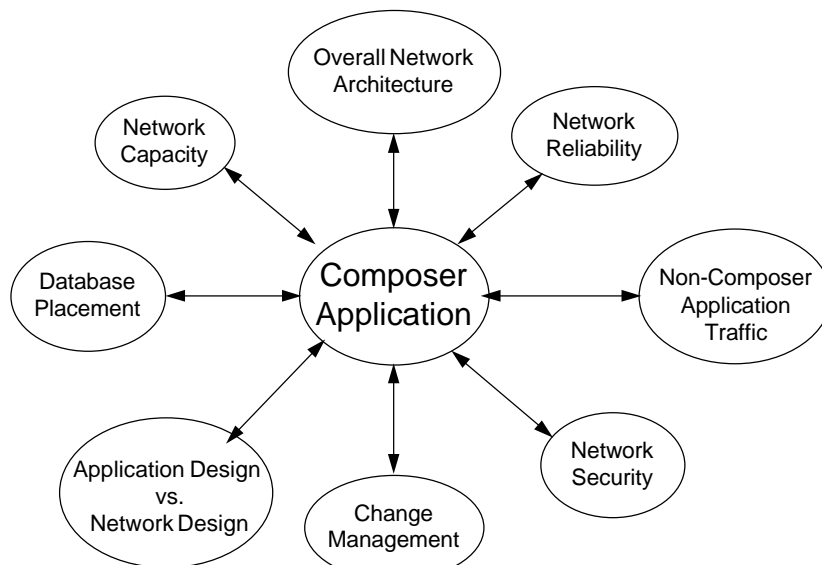 Overall Network
Architecture
Network
Capacity
Network
Reliability
Composer
Application
Database
Placement
Non-Composer
Application
Traffic
Application Design
vs.
Network Design
Network
Security
Change
Management